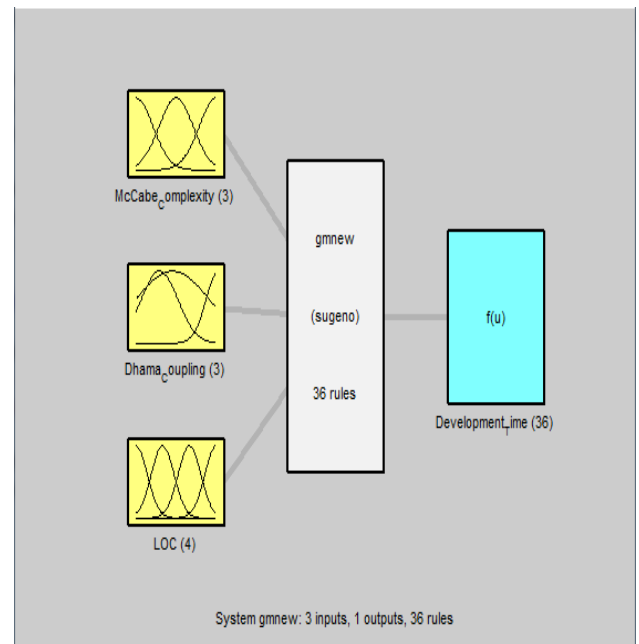 McCabe_Complexity (3)
gmnew
(sugeno)
36 rules
f(u)
Dhama_Coupling (3)
Development_Time (36)
LOC (4)
System gmnew: 3 inputs, 1 outputs, 36 rules